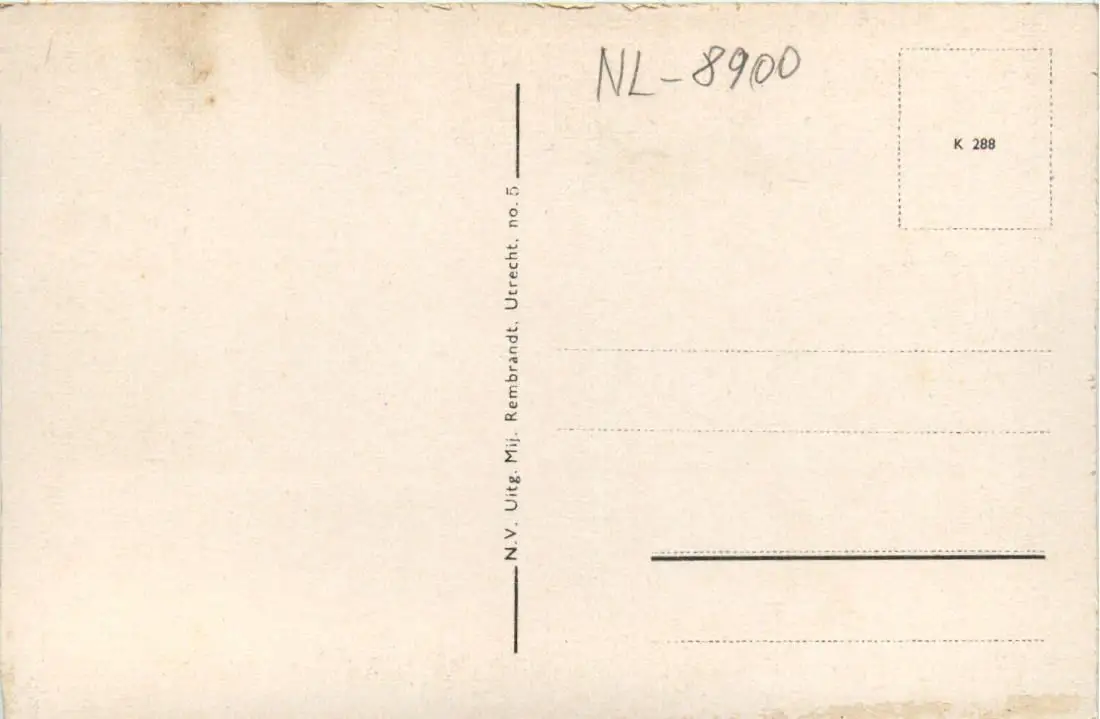 NL-8900
K 288
N.V. Uitg. Mij. Rembrandt, Utrecht, no. 5